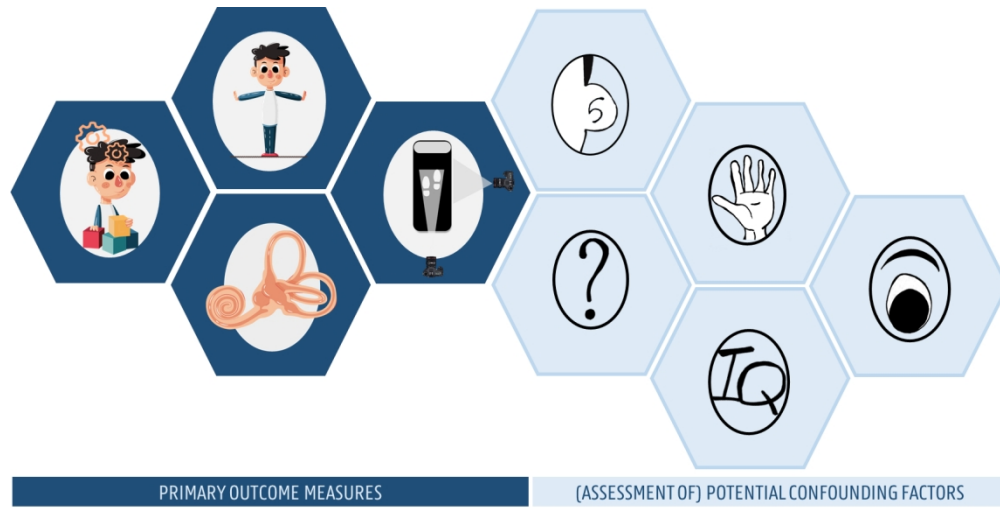 ?
IQ
PRIMARY OUTCOME MEASURES
(ASSESSMENT OF) POTENTIAL CONFOUNDING FACTORS